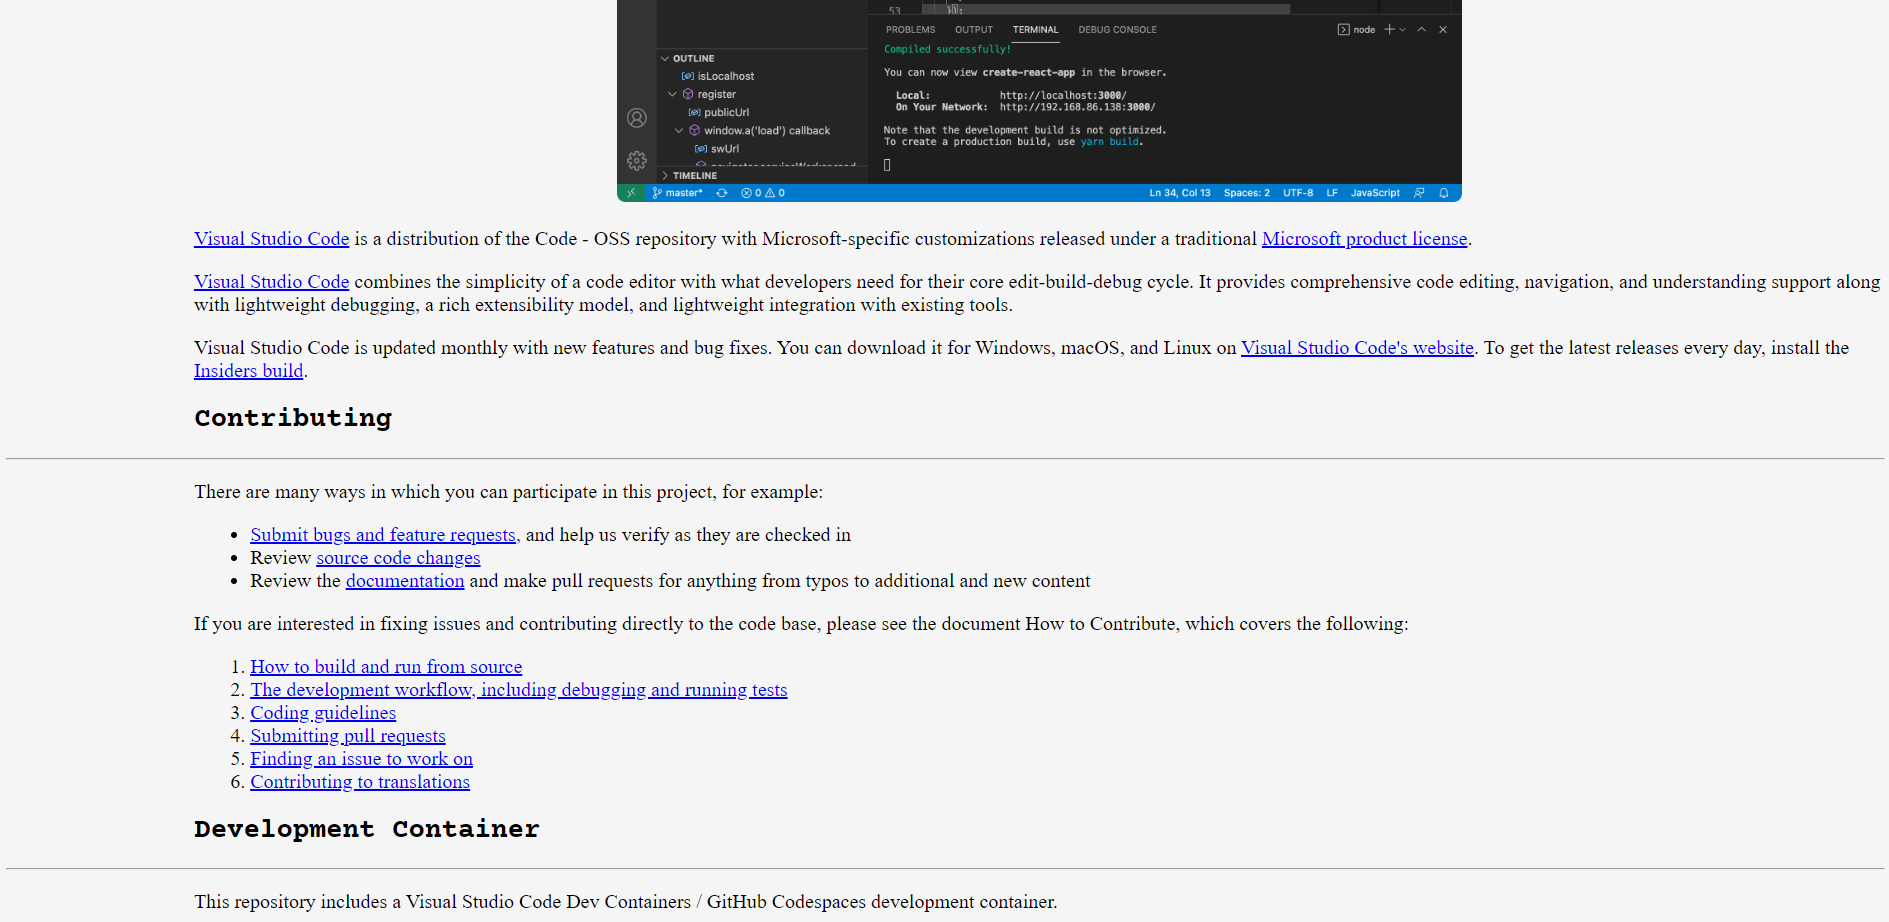 53 });
PROBLEMS OUTPUT TERMINAL DEBUG CONSOLE node
Compiled successfully!
You can now view create-react-app in the browser.
Local: http://localhost:3000/
On Your Network: http://192.168.86.138:3000/
Note that the development build is not optimized.
To create a production build, use yarn build.
OUTLINE
isLocalhost
register
publicUrl
window.a('load') callback
swUrl
TIMELINE
master* 0 0 Ln 34, Col 13 Spaces: 2 UTF-8 LF JavaScript
Visual Studio Code is a distribution of the Code - OSS repository with Microsoft-specific customizations released under a traditional Microsoft product license.
Visual Studio Code combines the simplicity of a code editor with what developers need for their core edit-build-debug cycle. It provides comprehensive code editing, navigation, and understanding support along
with lightweight debugging, a rich extensibility model, and lightweight integration with existing tools.
Visual Studio Code is updated monthly with new features and bug fixes. You can download it for Windows, macOS, and Linux on Visual Studio Code's website. To get the latest releases every day, install the
Insiders build.
Contributing
There are many ways in which you can participate in this project, for example:
• Submit bugs and feature requests, and help us verify as they are checked in
• Review source code changes
• Review the documentation and make pull requests for anything from typos to additional and new content
If you are interested in fixing issues and contributing directly to the code base, please see the document How to Contribute, which covers the following:
1. How to build and run from source
2. The development workflow, including debugging and running tests
3. Coding guidelines
4. Submitting pull requests
5. Finding an issue to work on
6. Contributing to translations
Development Container
This repository includes a Visual Studio Code Dev Containers / GitHub Codespaces development container.